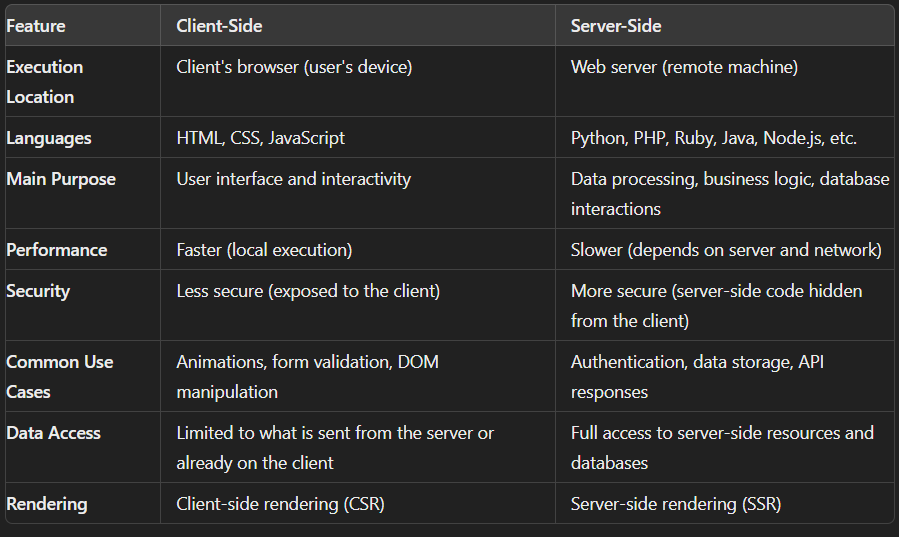 Feature Client-Side Server-Side
Execution Client's browser (user's device) Web server (remote machine)
Location
Languages HTML, CSS, JavaScript Python, PHP, Ruby, Java, Node.js, etc.
Main Purpose User interface and interactivity Data processing, business logic, database
interactions
Performance Faster (local execution) Slower (depends on server and network)
Security Less secure (exposed to the client) More secure (server-side code hidden
from the client)
Common Use Animations, form validation, DOM Authentication, data storage, API
Cases manipulation responses
Data Access Limited to what is sent from the server or Full access to server-side resources and
already on the client databases
Rendering Client-side rendering (CSR) Server-side rendering (SSR)